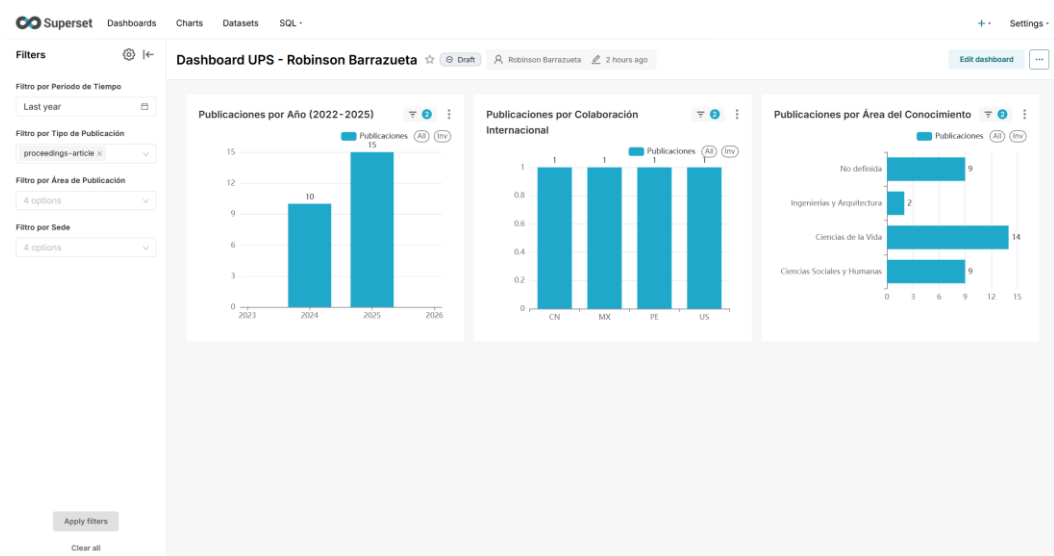 Superset Dashboards Charts Datasets SQL
+ Settings
Filters
Filtro por Período de Tiempo
Last year
Filtro por Tipo de Publicación
proceedings-article ×
Filtro por Área de Publicación
4 options
Filtro por Sede
4 options
Apply filters
Clear all
Dashboard UPS - Robinson Barrazueta
Draft
Robinson Barrazueta 2 hours ago
Edit dashboard
...
Publicaciones por Año (2022-2025)
2
Publicaciones All Inv
15
12
9
6
3
0
10
15
2023 2024 2025 2026
Publicaciones por Colaboración
Internacional
2
Publicaciones All Inv
1
0.8
0.6
0.4
0.2
0
1 1 1 1
CN MX PE US
Publicaciones por Área del Conocimiento
2
Publicaciones All Inv
No definida 9
Ingenierías y Arquitectura 2
Ciencias de la Vida 14
Ciencias Sociales y Humanas 9
0 3 6 9 12 15